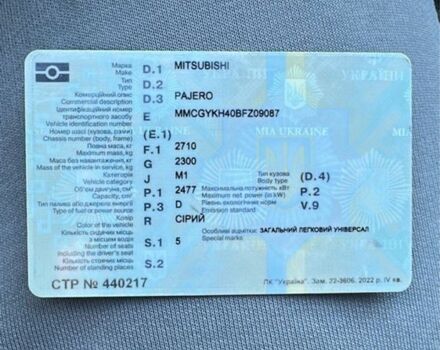 Марка D.1 MITSUBISHI
Make
Тип D.2
Type
Комерційний опис D.3 PAJERO
Commercial description
Ідентифікаційний номер
транспортного засобу E MMCGYKH40BFZ09087
Vehicle identification number
Номер шасі (кузова, рами) (E.1)
Chassis number (body, frame)
Повна маса, кг F.1 2710
Maximum mass, kg
Маса без навантаження, кг G 2300
Mass of the vehicle in service, kg
Категорія J M1 Тип кузова (D.4)
Vehicle category Body type
Об'єм двигуна, см³ P.1 2477 Максимальна потужність кВт P.2
Capacity, cm³ Maximum net power (in kW)
Тип палива або джерело енергії P.3 D Рівень екологічних норм V.9
Type of fuel or power source Emission standard
Колір R СІРИЙ
Color of the vehicle
Кількість сидячих місць
з місцем водія S.1 5 Особливі відмітки: ЗАГАЛЬНИЙ ЛЕГКОВИЙ УНІВЕРСАЛ
Number of seats Special marks
including the driver's seat
Кількість стоячих місць S.2
Number of standing places
СТР № 440217
ПК "Україна". Зам. 22-3606. 2022 р. IV кв.
УКРАЇНА
MIA UKRAINE